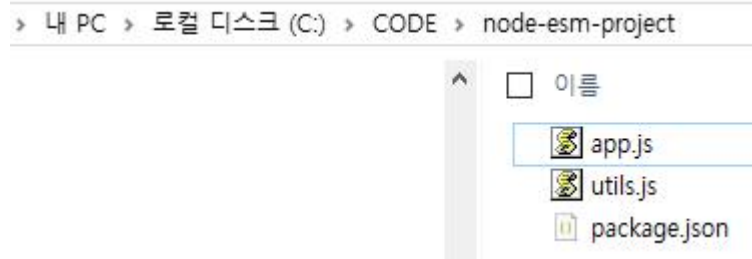 › 내 PC › 로컬 디스크 (C:) › CODE › node-esm-project
이름
app.js
utils.js
package.json